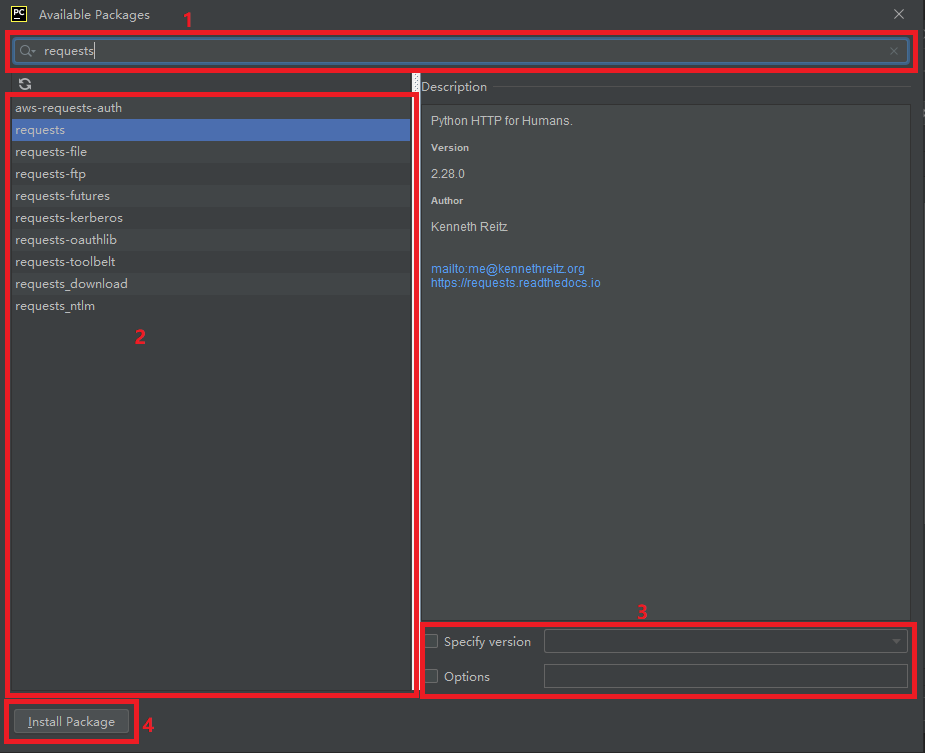 PC Available Packages
1
requests
Description
aws-requests-auth
requests
requests-file
requests-ftp
requests-futures
requests-kerberos
requests-oauthlib
requests-toolbelt
requests_download
requests_ntlm
2
Python HTTP for Humans.
Version
2.28.0
Author
Kenneth Reitz
mailto:me@kennethreitz.org
https://requests.readthedocs.io
3
Specify version
Options
Install Package
4